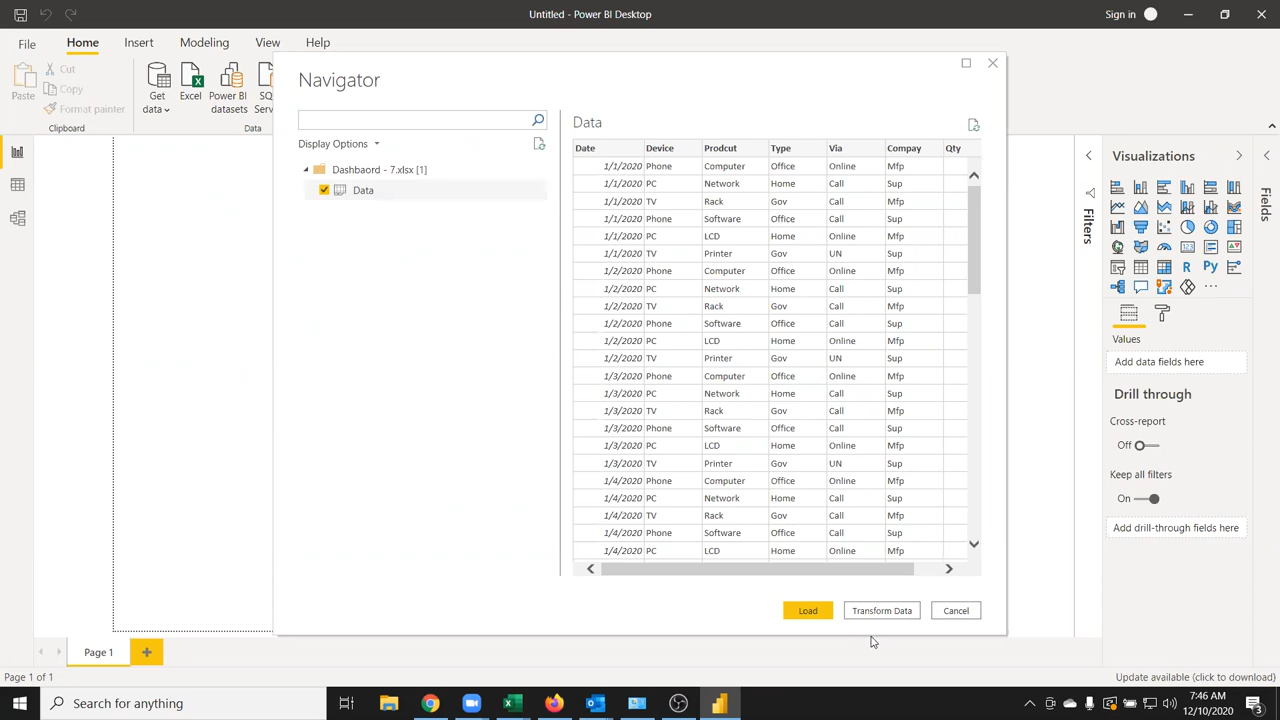 Untitled - Power BI Desktop
Sign in
File
Home
Insert
Modeling
View
Help
Paste
Cut
Copy
Format painter
Clipboard
Get data
Excel
Power BI datasets
SQ
Serv
Data
Navigator
Display Options
Dashbaord - 7.xlsx [1]
Data
Data
Date Device Prodcut Type Via Compay Qty
1/1/2020 Phone Computer Office Online Mfp
1/1/2020 PC Network Home Call Sup
1/1/2020 TV Rack Gov Call Mfp
1/1/2020 Phone Software Office Call Sup
1/1/2020 PC LCD Home Online Mfp
1/1/2020 TV Printer Gov UN Sup
1/2/2020 Phone Computer Office Online Mfp
1/2/2020 PC Network Home Call Sup
1/2/2020 TV Rack Gov Call Mfp
1/2/2020 Phone Software Office Call Sup
1/2/2020 PC LCD Home Online Mfp
1/2/2020 TV Printer Gov UN Sup
1/3/2020 Phone Computer Office Online Mfp
1/3/2020 PC Network Home Call Sup
1/3/2020 TV Rack Gov Call Mfp
1/3/2020 Phone Software Office Call Sup
1/3/2020 PC LCD Home Online Mfp
1/3/2020 TV Printer Gov UN Sup
1/4/2020 Phone Computer Office Online Mfp
1/4/2020 PC Network Home Call Sup
1/4/2020 TV Rack Gov Call Mfp
1/4/2020 Phone Software Office Call Sup
1/4/2020 PC LCD Home Online Mfp
Load
Transform Data
Cancel
Filters
Visualizations
R
Py
Values
Add data fields here
Drill through
Cross-report
Off
Keep all filters
On
Add drill-through fields here
Fields
Page 1
Page 1 of 1
Update available (click to download)
Search for anything
7:46 AM
12/10/2020
3